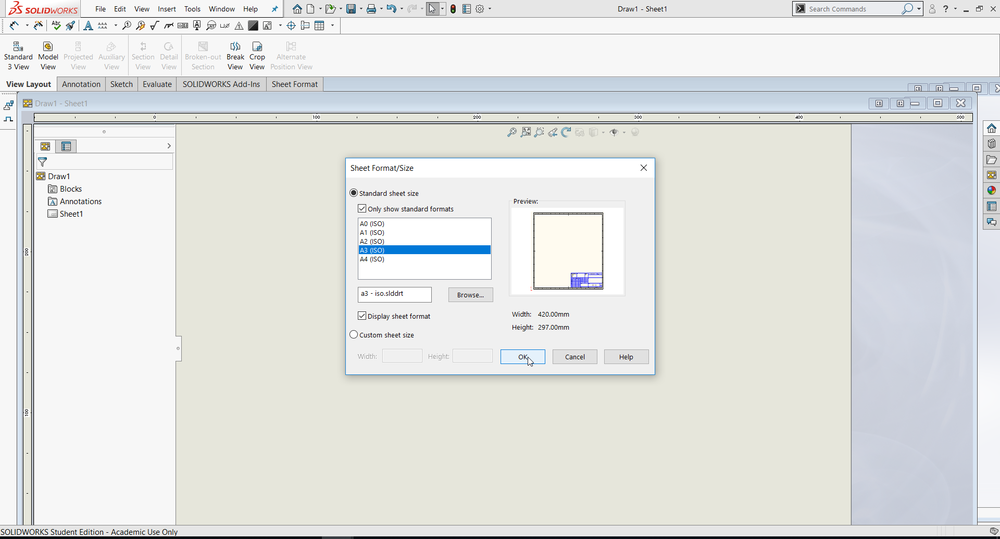 SOLIDWORKS
File Edit View Insert Tools Window Help
Draw1 - Sheet1
Search Commands
?
Abc
Standard 3 View
Model View
Projected View
Auxiliary View
Section View
Detail View
Broken-out Section
Break View
Crop View
Alternate Position View
View Layout Annotation Sketch Evaluate SOLIDWORKS Add-Ins Sheet Format
Draw1 - Sheet1
0 100 200 300 400 500
Draw1
Blocks
Annotations
Sheet1
200
100
Sheet Format/Size
Standard sheet size
Only show standard formats
A0 (ISO)
A1 (ISO)
A2 (ISO)
A3 (ISO)
A4 (ISO)
a3 - iso.slddrt
Browse...
Display sheet format
Custom sheet size
Width:
Height:
Preview:
Width: 420.00mm
Height: 297.00mm
OK
Cancel
Help
SOLIDWORKS Student Edition - Academic Use Only